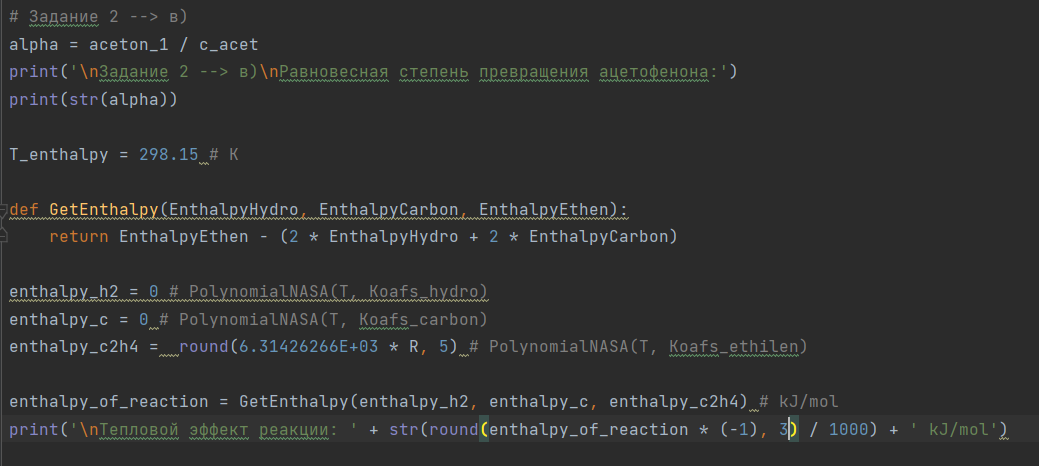 # Задание 2 --> в)
alpha = aceton_1 / c_acet
print('\nЗадание 2 --> в)\nРавновесная степень превращения ацетофенона:')
print(str(alpha))
T_enthalpy = 298.15 # K
def GetEnthalpy(EnthalpyHydro, EnthalpyCarbon, EnthalpyEthen):
    return EnthalpyEthen - (2 * EnthalpyHydro + 2 * EnthalpyCarbon)
enthalpy_h2 = 0 # PolynomialNASA(T, Koafs_hydro)
enthalpy_c = 0 # PolynomialNASA(T, Koafs_carbon)
enthalpy_c2h4 =  round(6.31426266E+03 * R, 5) # PolynomialNASA(T, Koafs_ethilen)
enthalpy_of_reaction = GetEnthalpy(enthalpy_h2, enthalpy_c, enthalpy_c2h4) # kJ/mol
print('\nТепловой эффект реакции: ' + str(round(enthalpy_of_reaction * (-1), 3) / 1000) + ' kJ/mol')